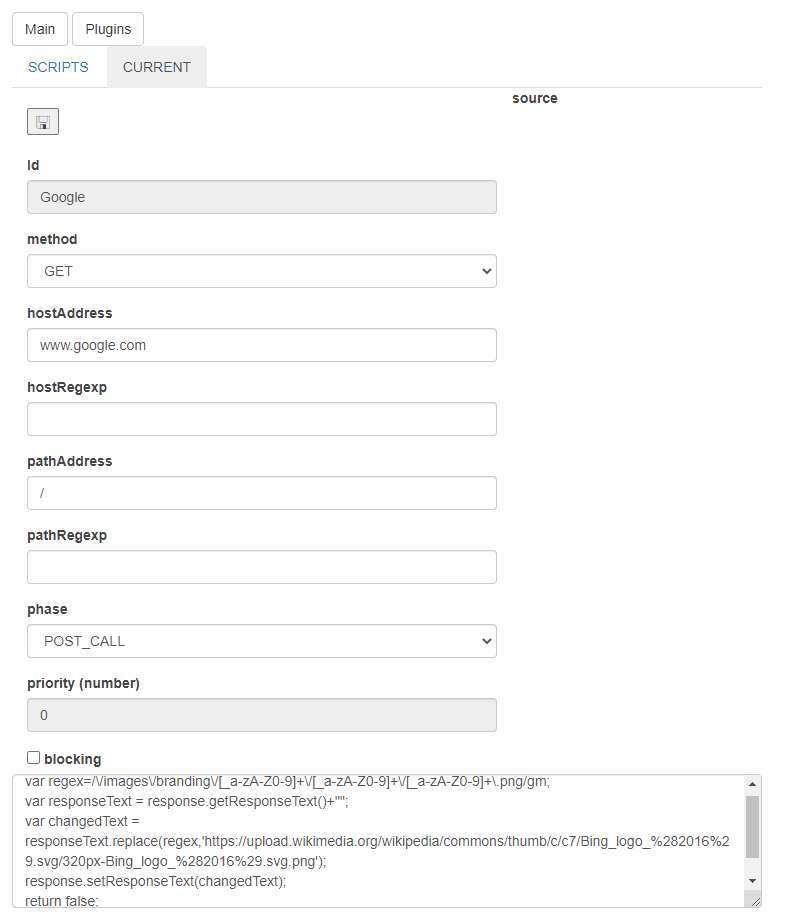 Main Plugins
SCRIPTS CURRENT
source
Id
Google
method
GET
hostAddress
www.google.com
hostRegexp
pathAddress
/
pathRegexp
phase
POST_CALL
priority (number)
0
blocking
var regex=/\/images\/branding\/[_a-zA-Z0-9]+\/[_a-zA-Z0-9]+\/[_a-zA-Z0-9]+\.png/gm;
var responseText = response.getResponseText()+"";
var changedText =
responseText.replace(regex,'https://upload.wikimedia.org/wikipedia/commons/thumb/c/c7/Bing_logo_%282016%2
9.svg/320px-Bing_logo_%282016%29.svg.png');
response.setResponseText(changedText);
return false;